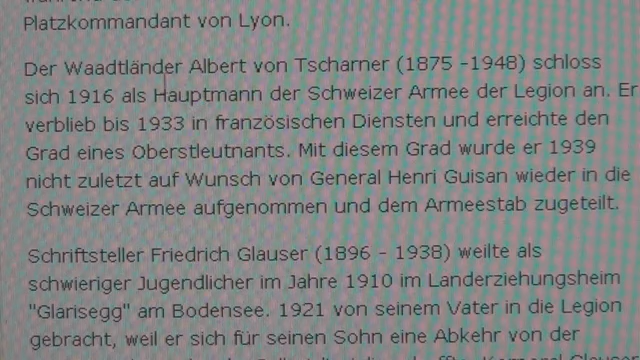 Platzkommandant von Lyon.
Der Waadtländer Albert von Tscharner (1875 -1948) schloss
sich 1916 als Hauptmann der Schweizer Armee der Legion an. Er
verblieb bis 1933 in französischen Diensten und erreichte den
Grad eines Oberstleutnants. Mit diesem Grad wurde er 1939
nicht zuletzt auf Wunsch von General Henri Guisan wieder in die
Schweizer Armee aufgenommen und dem Armeestab zugeteilt.
Schriftsteller Friedrich Glauser (1896 - 1938) weilte als
schwieriger Jugendlicher im Jahre 1910 im Landerziehungsheim
"Glarisegg" am Bodensee. 1921 von seinem Vater in die Legion
gebracht, weil er sich für seinen Sohn eine Abkehr von der